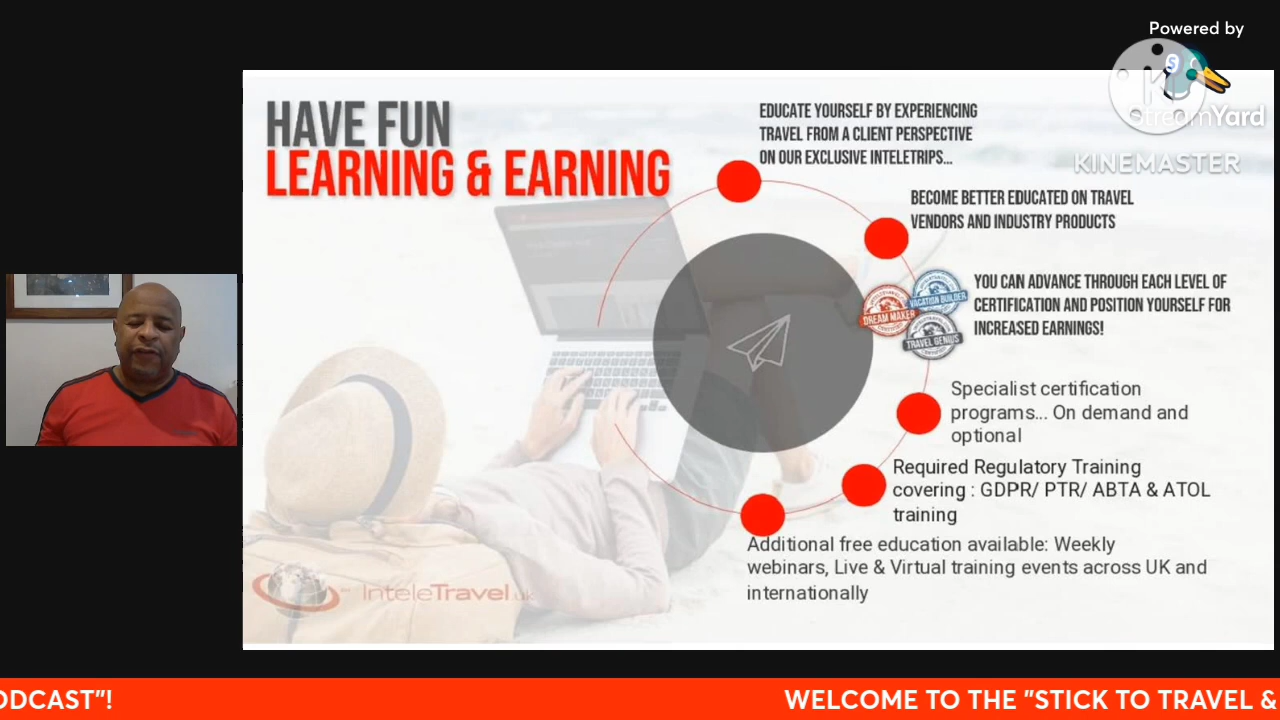 Powered by
StreamYard
KINEMASTER
HAVE FUN
LEARNING & EARNING
EDUCATE YOURSELF BY EXPERIENCING
TRAVEL FROM A CLIENT PERSPECTIVE
ON OUR EXCLUSIVE INTELETRIPS...
BECOME BETTER EDUCATED ON TRAVEL
VENDORS AND INDUSTRY PRODUCTS
VACATION BUILDER
DREAM MAKER
TRAVEL GENIUS
YOU CAN ADVANCE THROUGH EACH LEVEL OF
CERTIFICATION AND POSITION YOURSELF FOR
INCREASED EARNINGS!
Specialist certification
programs... On demand and
optional
Required Regulatory Training
covering : GDPR/ PTR/ ABTA & ATOL
training
Additional free education available: Weekly
webinars, Live & Virtual training events across UK and
internationally
InteleTravel.uk
ODCAST"! WELCOME TO THE "STICK TO TRAVEL &